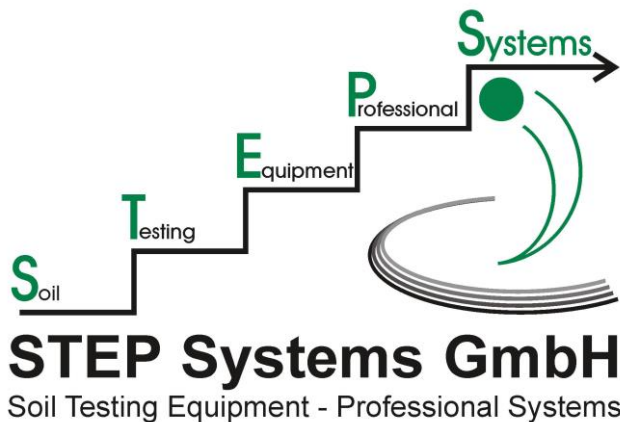 Systems
Professional
Equipment
Testing
Soil
STEP Systems GmbH
Soil Testing Equipment - Professional Systems